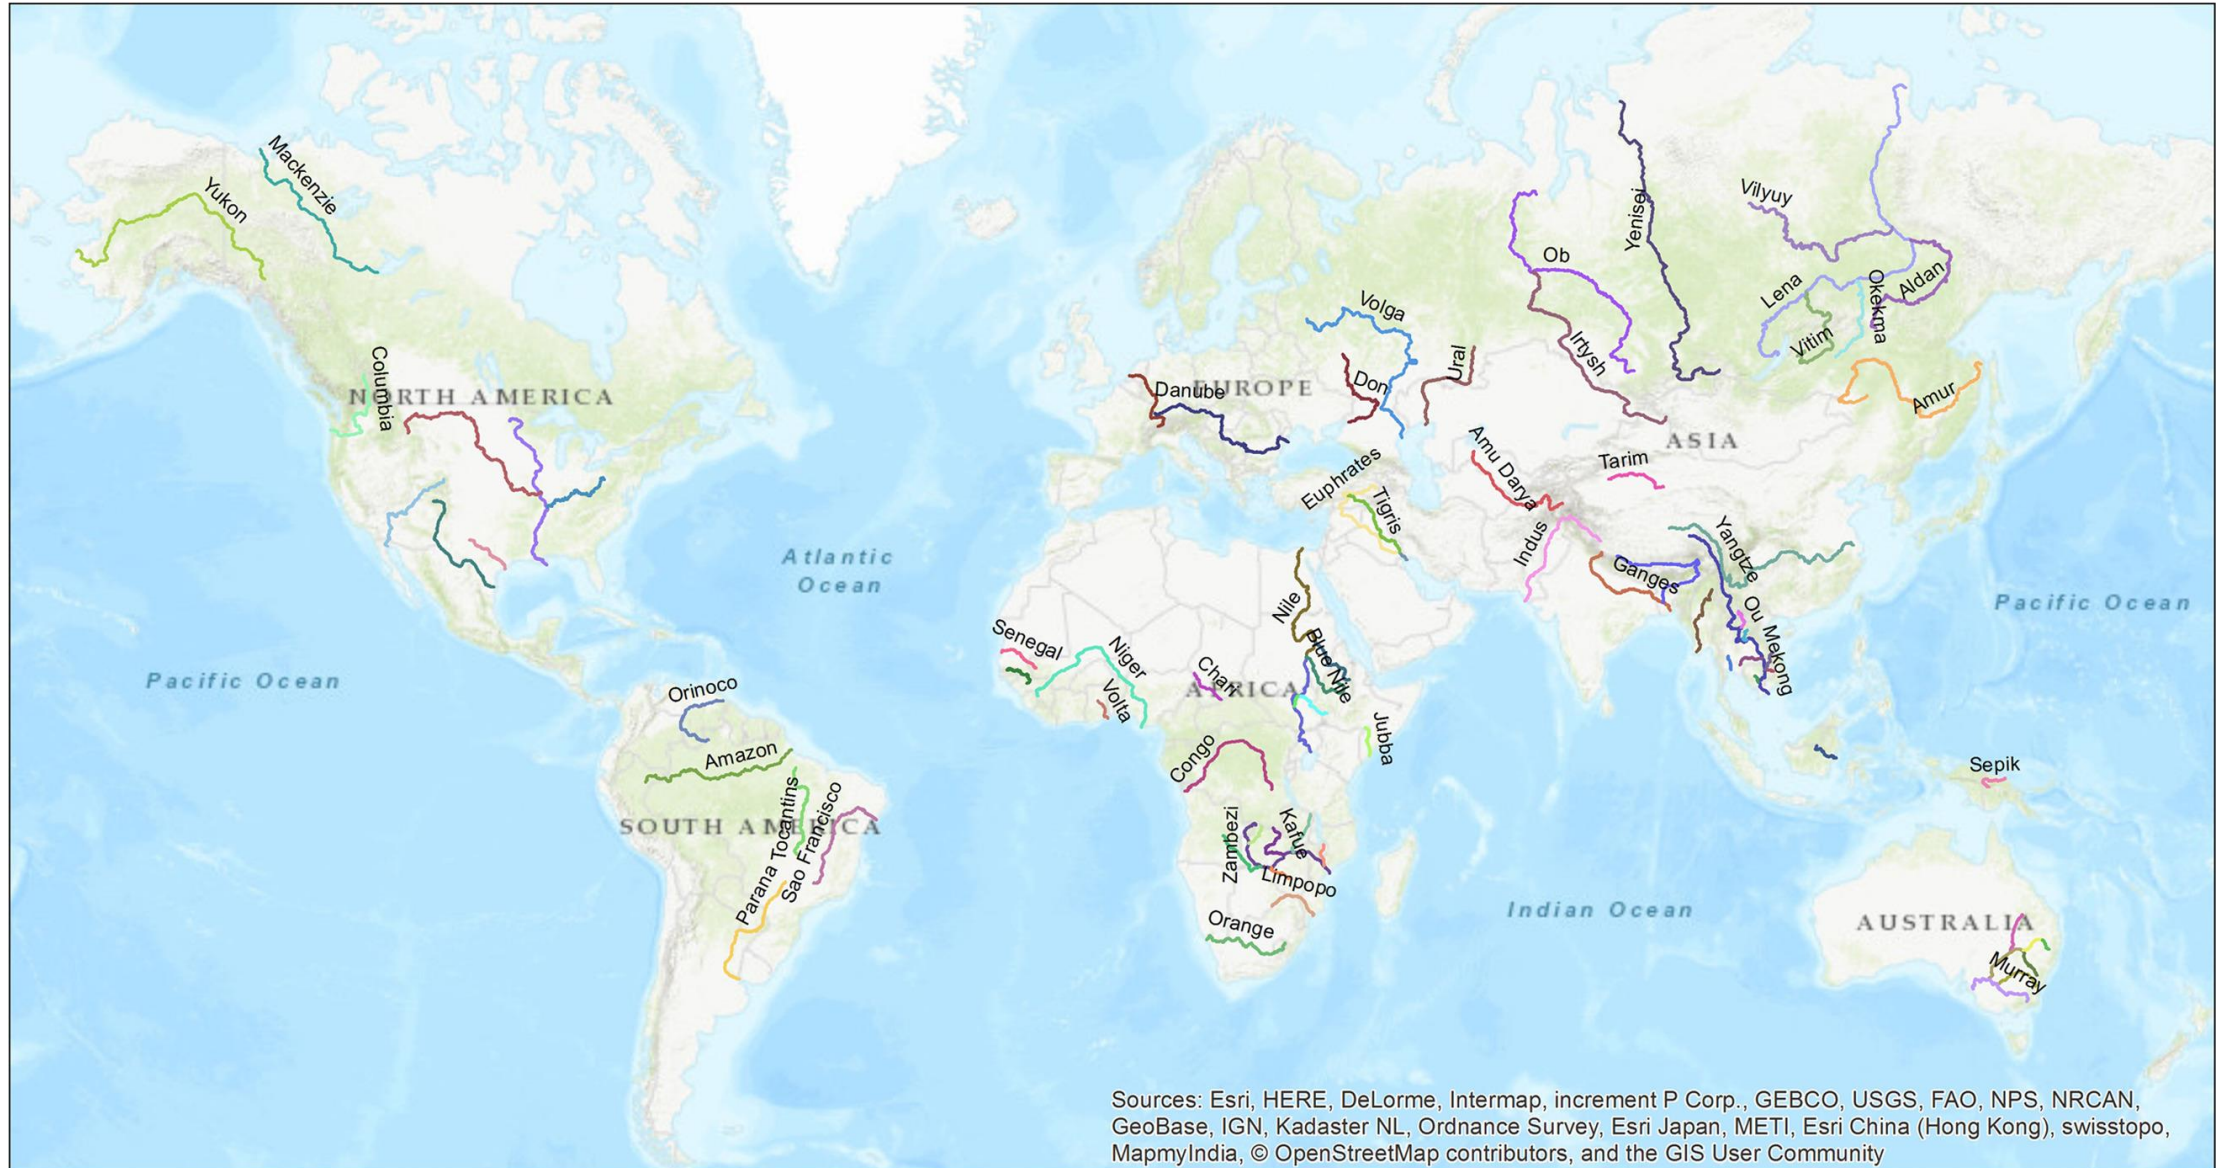 Mackenzie
Yukon
Vilyuy
Yenisei
Ob
Lena
Okekma
Aldan
Volga
Vitim
Columbia
NORTH AMERICA
Danube
EUROPE
Don
Ural
Irtysh
Amur
ASIA
Euphrates
Tigris
Amu Darya
Tarim
Indus
Yangtze
Atlantic
Ocean
Ganges
Pacific Ocean
Nile
Ou
Mekong
Senegal
Niger
Blue Nile
Pacific Ocean
Orinoco
Volta
Chari
AFRICA
Jubba
Amazon
Congo
Sepik
SOUTH AMERICA
Tocantins
Sao Francisco
Parana
Zambezi
Kafue
Limpopo
Orange
Indian Ocean
AUSTRALIA
Murray
Sources: Esri, HERE, DeLorme, Intermap, increment P Corp., GEBCO, USGS, FAO, NPS, NRCAN,
GeoBase, IGN, Kadaster NL, Ordnance Survey, Esri Japan, METI, Esri China (Hong Kong), swisstopo,
MapmyIndia, © OpenStreetMap contributors, and the GIS User Community